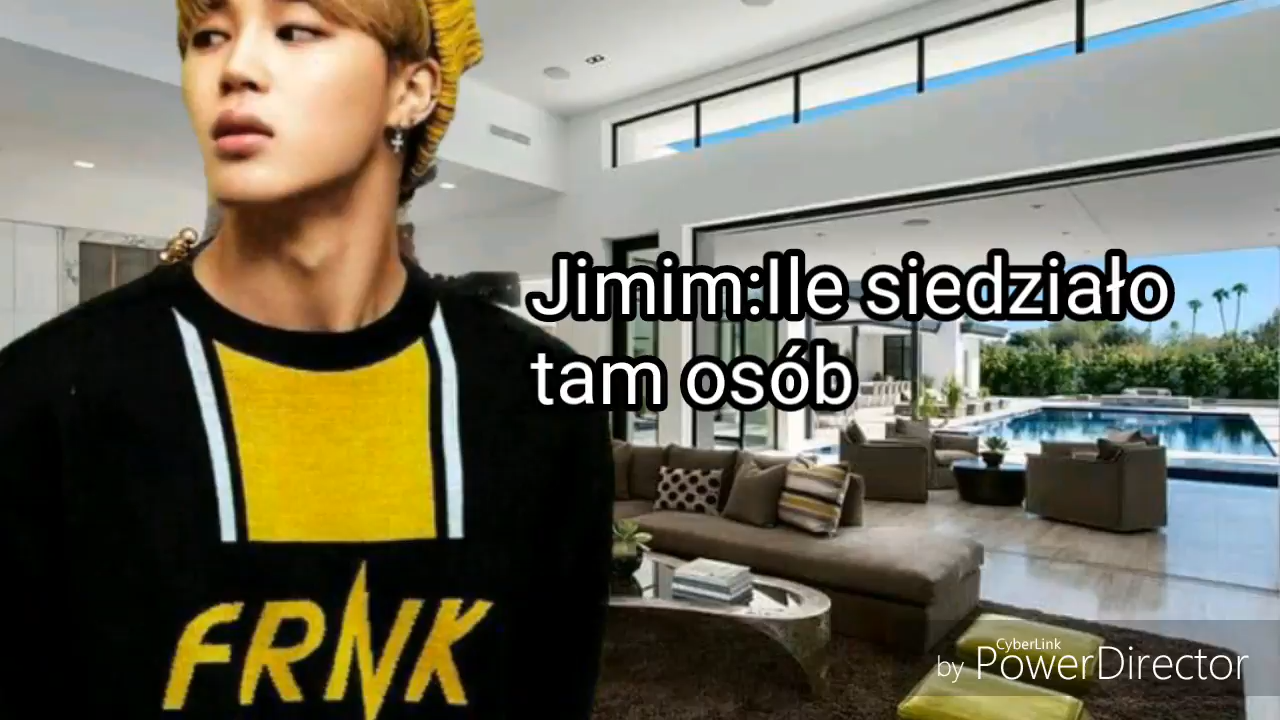 Jimim:Ile siedziało
tam osób
FRNK
CyberLink
by PowerDirector